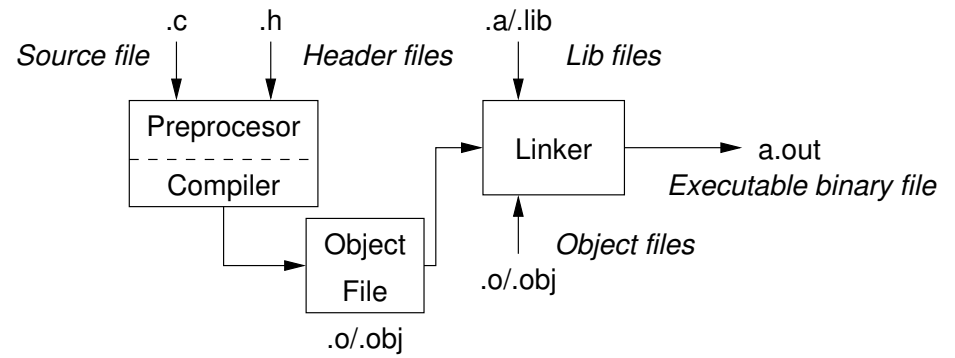 .c
.h
.a/.lib
Source file
Header files
Lib files
Preprocesor
Compiler
Linker
a.out
Executable binary file
Object
File
.o/.obj
Object files
.o/.obj